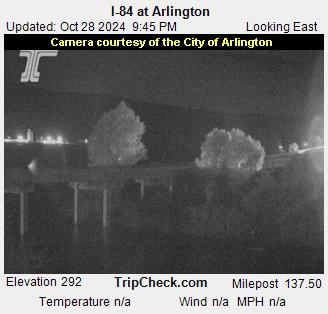 I-84 at Arlington
Updated: Oct 28 2024 9:45 PM Looking East
Camera courtesy of the City of Arlington
Elevation 292 TripCheck.com Milepost 137.50
Temperature n/a Wind n/a MPH n/a